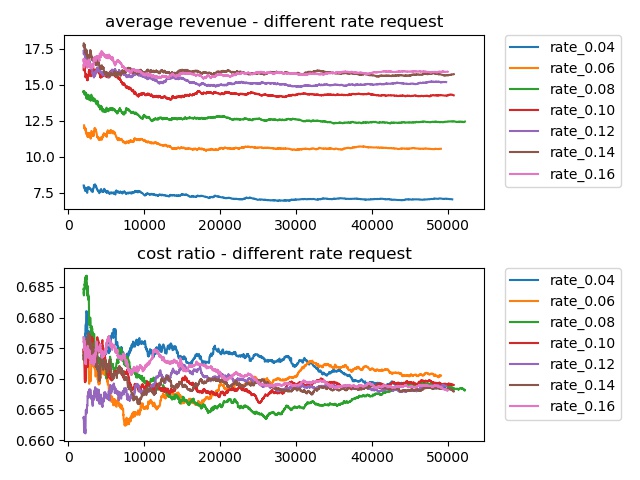 average revenue - different rate request
17.5
15.0
12.5
10.0
7.5
0 10000 20000 30000 40000 50000
rate_0.04
rate_0.06
rate_0.08
rate_0.10
rate_0.12
rate_0.14
rate_0.16
cost ratio - different rate request
0.685
0.680
0.675
0.670
0.665
0.660
0 10000 20000 30000 40000 50000
rate_0.04
rate_0.06
rate_0.08
rate_0.10
rate_0.12
rate_0.14
rate_0.16